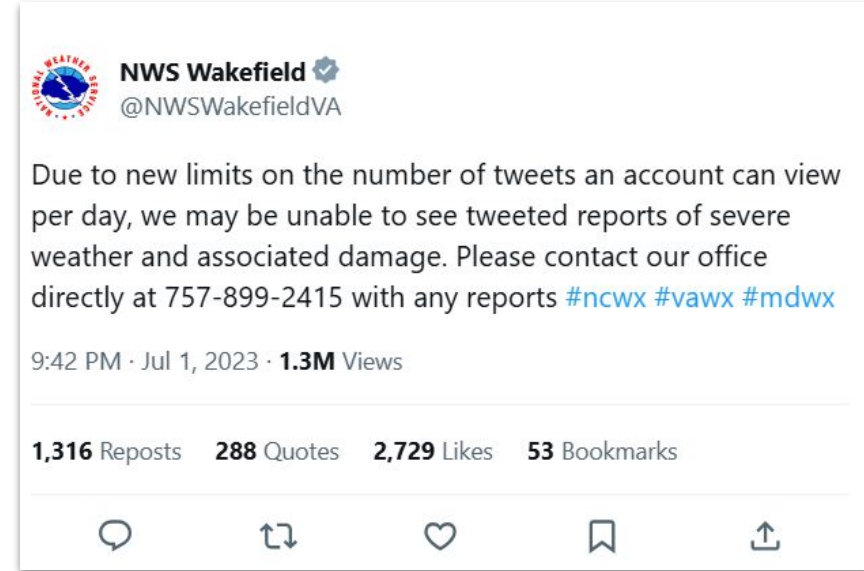 NATIONAL WEATHER SERVICE
NWS Wakefield
@NWSWakefieldVA
Due to new limits on the number of tweets an account can view
per day, we may be unable to see tweeted reports of severe
weather and associated damage. Please contact our office
directly at 757-899-2415 with any reports #ncwx #vawx #mdwx
9:42 PM · Jul 1, 2023 · 1.3M Views
1,316 Reposts 288 Quotes 2,729 Likes 53 Bookmarks